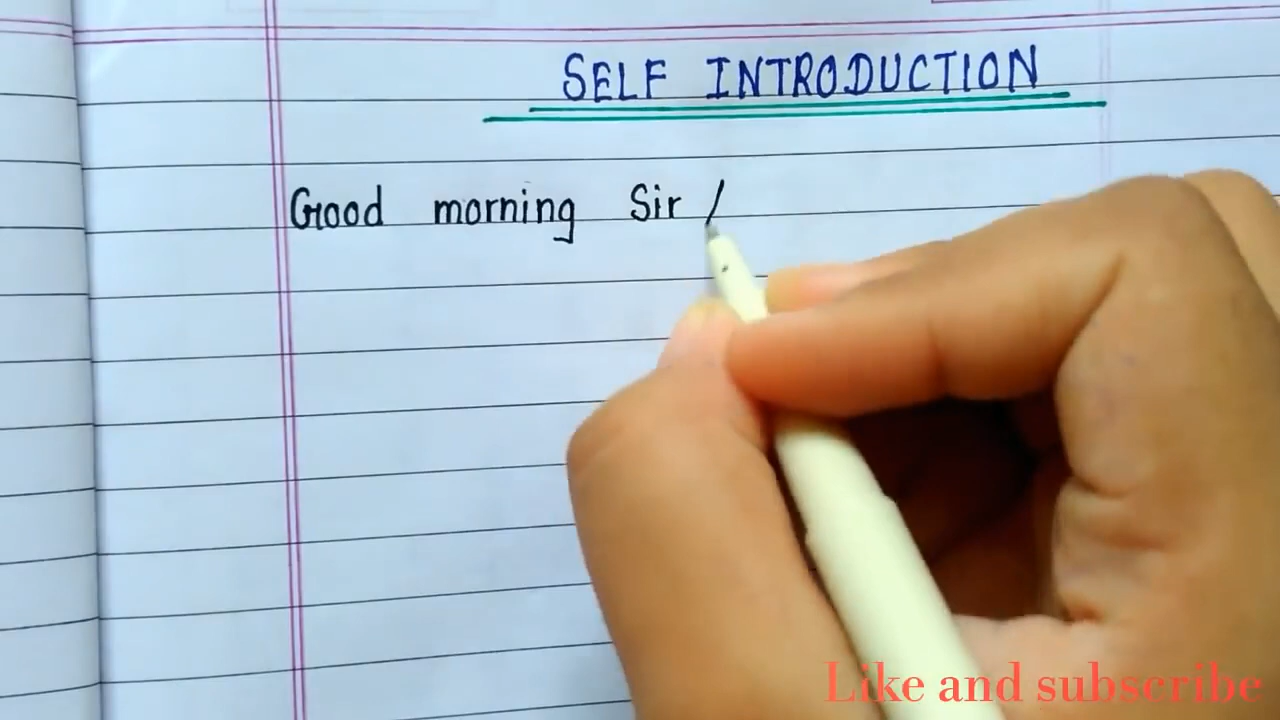 SELF INTRODUCTION
Good morning Sir /
Like and subscribe